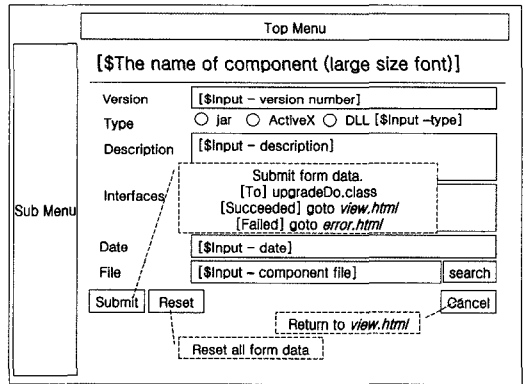 Top Menu
[$The name of component (large size font)]
Version [$Input – version number]
Type jar ActiveX DLL [$Input –type]
Description [$Input – description]
Submit form data.
[To] upgradeDo.class
[Succeeded] goto view.html
[Failed] goto error.html
Interfaces
Sub Menu
Date [$Input – date]
File [$Input – component file] search
Submit Reset Cancel
Return to view.html
Reset all form data